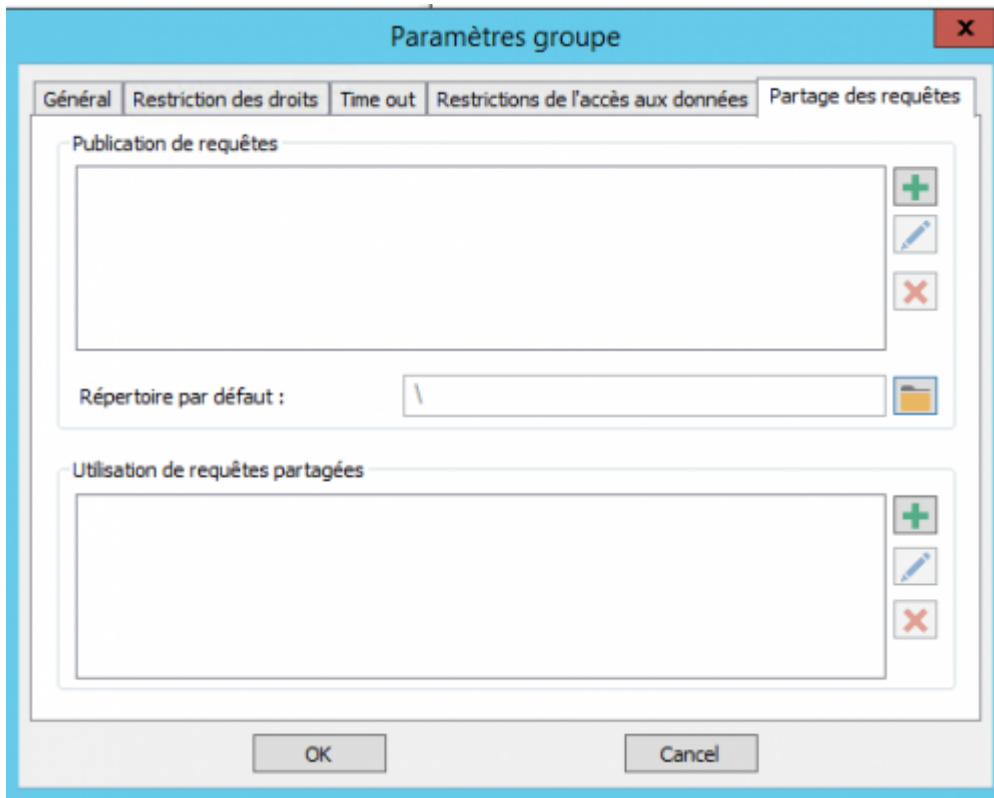 Paramètres groupe
x
Général
Restriction des droits
Time out
Restrictions de l'accès aux données
Partage des requêtes
Publication de requêtes
Répertoire par défaut :
\
Utilisation de requêtes partagées
OK
Cancel